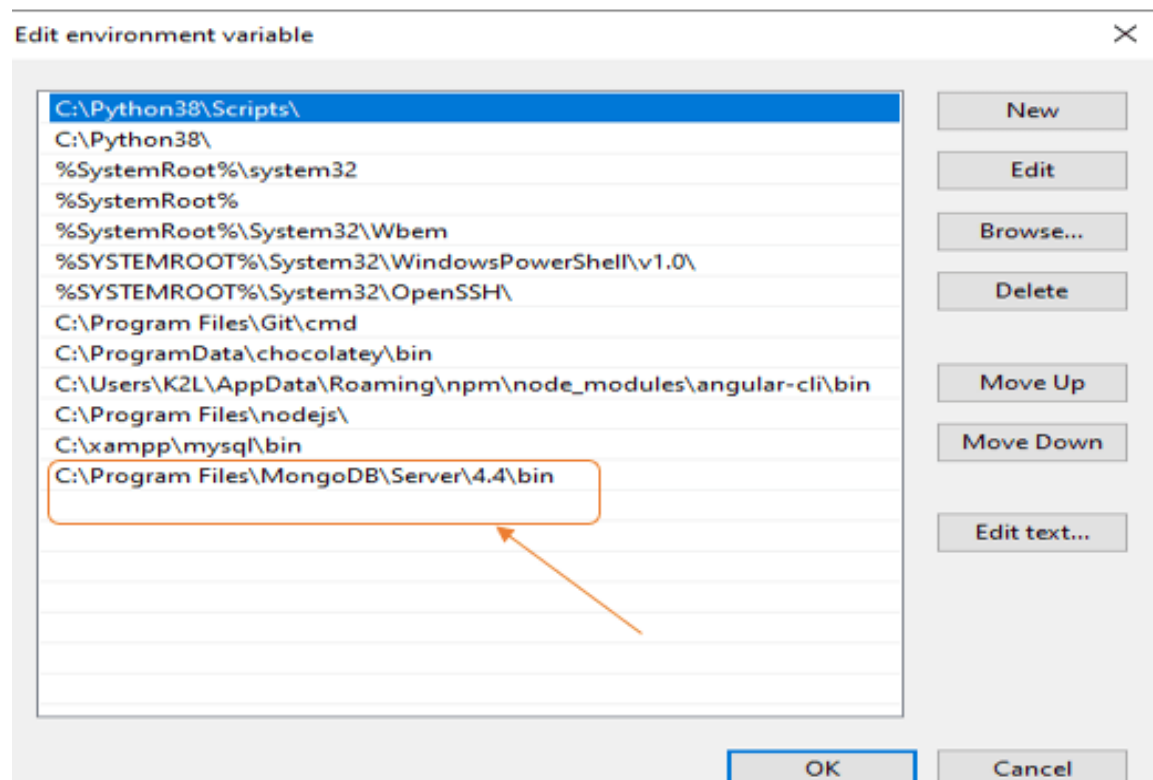 Edit environment variable
C:\Python38\Scripts\
New
C:\Python38\
%SystemRoot%\system32
Edit
%SystemRoot%
%SystemRoot%\System32\Wbem
Browse...
%SYSTEMROOT%\System32\WindowsPowerShell\v1.0\
%SYSTEMROOT%\System32\OpenSSH\
Delete
C:\Program Files\Git\cmd
C:\ProgramData\chocolatey\bin
C:\Users\K2L\AppData\Roaming\npm\node_modules\angular-cli\bin
Move Up
C:\Program Files\nodejs\
C:\xampp\mysql\bin
Move Down
C:\Program Files\MongoDB\Server\4.4\bin
Edit text...
OK
Cancel